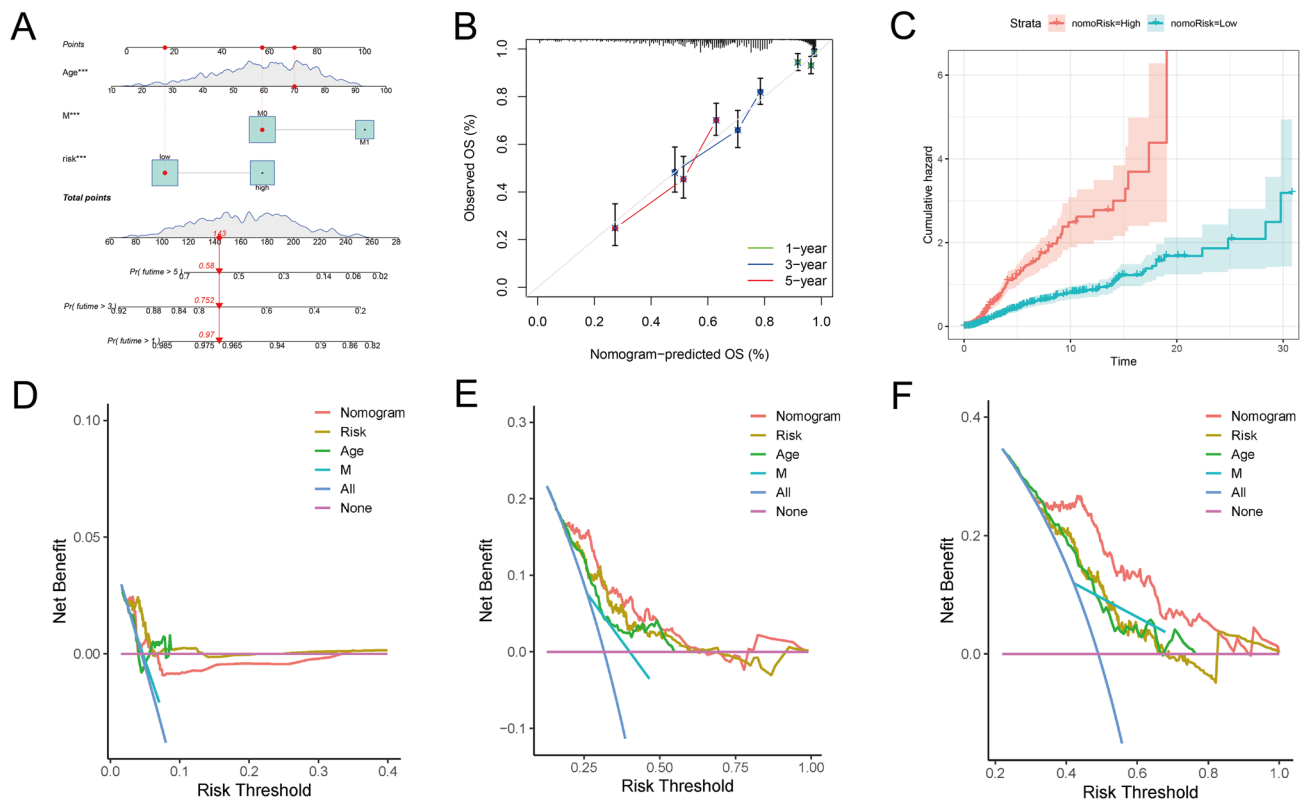 A
Points
0 20 40 60 80 100
Age***
10 20 30 40 50 60 70 80 90 100
M***
M0
M1
risk***
low
high
Total points
60 80 100 120 140 160 180 200 220 240 260 28
143
Pr( futime > 5 )
0.58
0.7 0.5 0.3 0.14 0.06 0.02
Pr( futime > 3 )
0.752
0.92 0.88 0.84 0.8 0.6 0.4 0.2
Pr( futime > 1 )
0.97
0.985 0.975 0.965 0.94 0.9 0.86 0.82
B
Observed OS (%)
1.0
0.8
0.6
0.4
0.2
0.0
1−year
3−year
5−year
0.0 0.2 0.4 0.6 0.8 1.0
Nomogram−predicted OS (%)
C
Strata nomoRisk=High nomoRisk=Low
Cumulative hazard
6
4
2
0
0 10 20 30
Time
D
Net Benefit
0.10
0.05
0.00
Nomogram
Risk
Age
M
All
None
0.0 0.1 0.2 0.3 0.4
Risk Threshold
E
Net Benefit
0.3
0.2
0.1
0.0
−0.1
Nomogram
Risk
Age
M
All
None
0.25 0.50 0.75 1.00
Risk Threshold
F
Net Benefit
0.4
0.2
0.0
Nomogram
Risk
Age
M
All
None
0.2 0.4 0.6 0.8 1.0
Risk Threshold